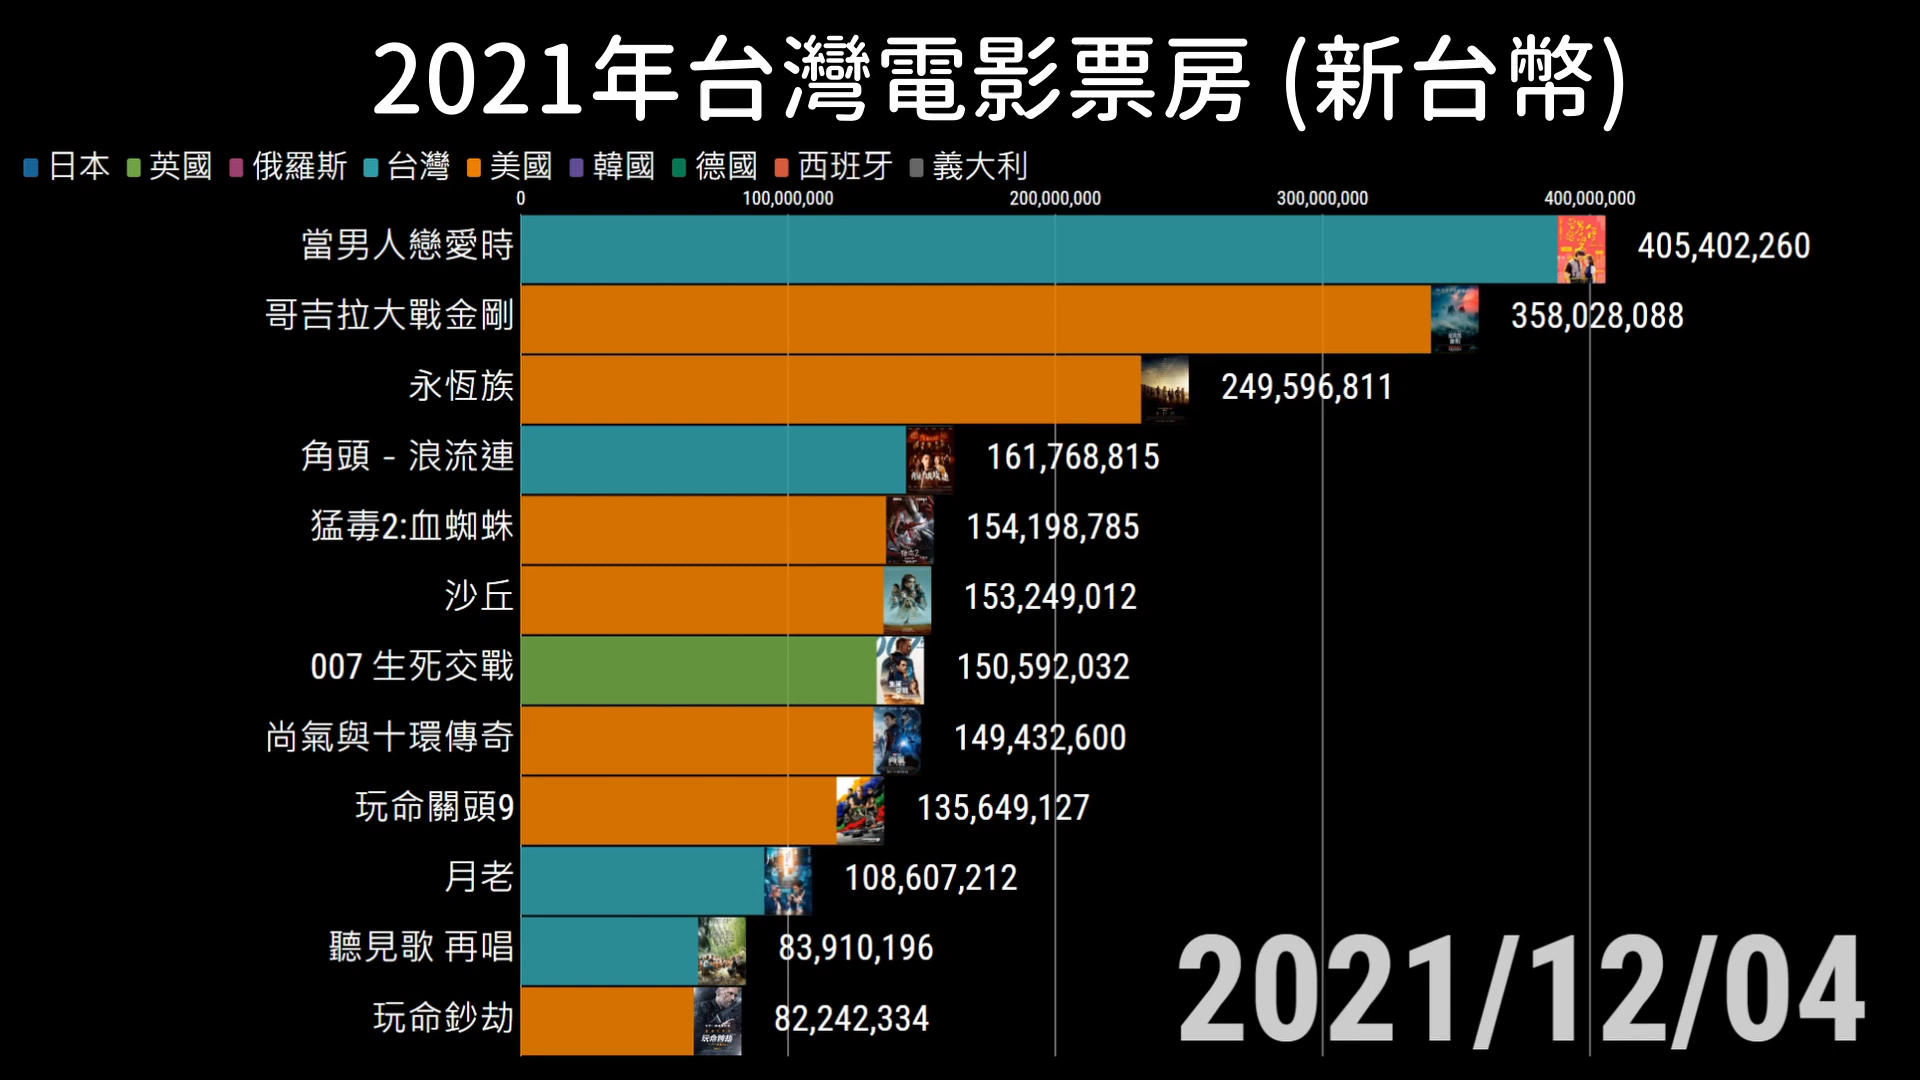 2021年台灣電影票房 (新台幣)
日本 英國 俄羅斯 台灣 美國 韓國 德國 西班牙 義大利
0 100,000,000 200,000,000 300,000,000 400,000,000
當男人戀愛時 405,402,260
哥吉拉大戰金剛 358,028,088
永恆族 249,596,811
角頭 - 浪流連 161,768,815
猛毒2:血蜘蛛 154,198,785
沙丘 153,249,012
007 生死交戰 150,592,032
尚氣與十環傳奇 149,432,600
玩命關頭9 135,649,127
月老 108,607,212
聽見歌 再唱 83,910,196
玩命鈔劫 82,242,334
2021/12/04